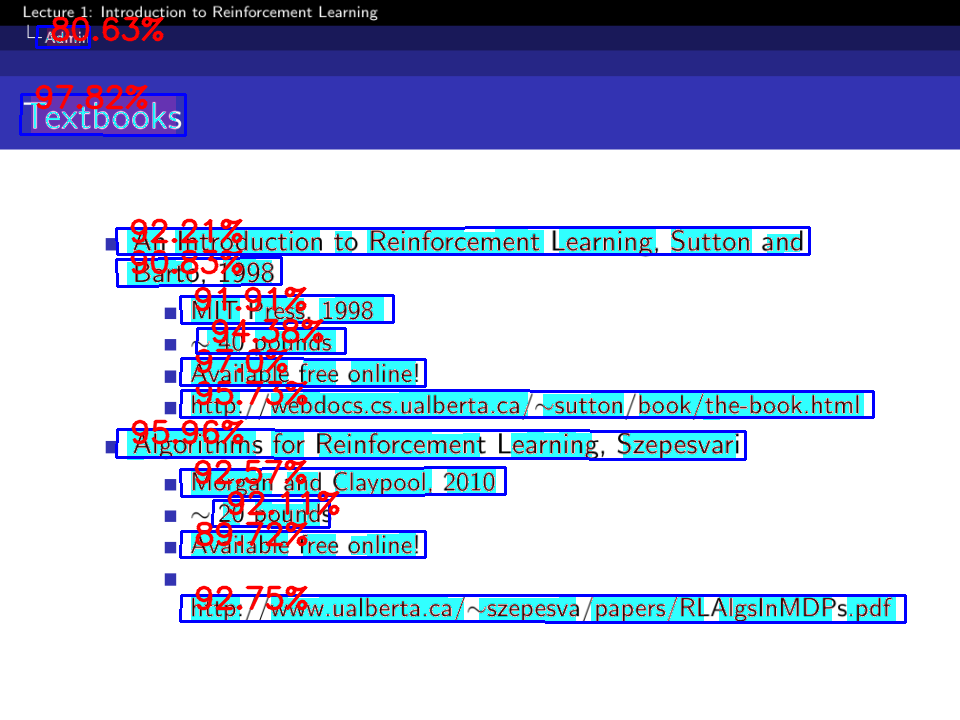 Lecture 1: Introduction to Reinforcement Learning
Admin
80.63%
97.82%
Textbooks
92.21%
An Introduction to Reinforcement Learning, Sutton and
90.83%
Barto, 1998
91.91%
MIT Press, 1998
94.38%
~ 40 pounds
97.0%
Available free online!
95.73%
http://webdocs.cs.ualberta.ca/~sutton/book/the-book.html
95.96%
Algorithms for Reinforcement Learning, Szepesvari
92.57%
Morgan and Claypool, 2010
92.11%
~ 20 pounds
89.72%
Available free online!
92.75%
http://www.ualberta.ca/~szepesva/papers/RLAlgsInMDPs.pdf